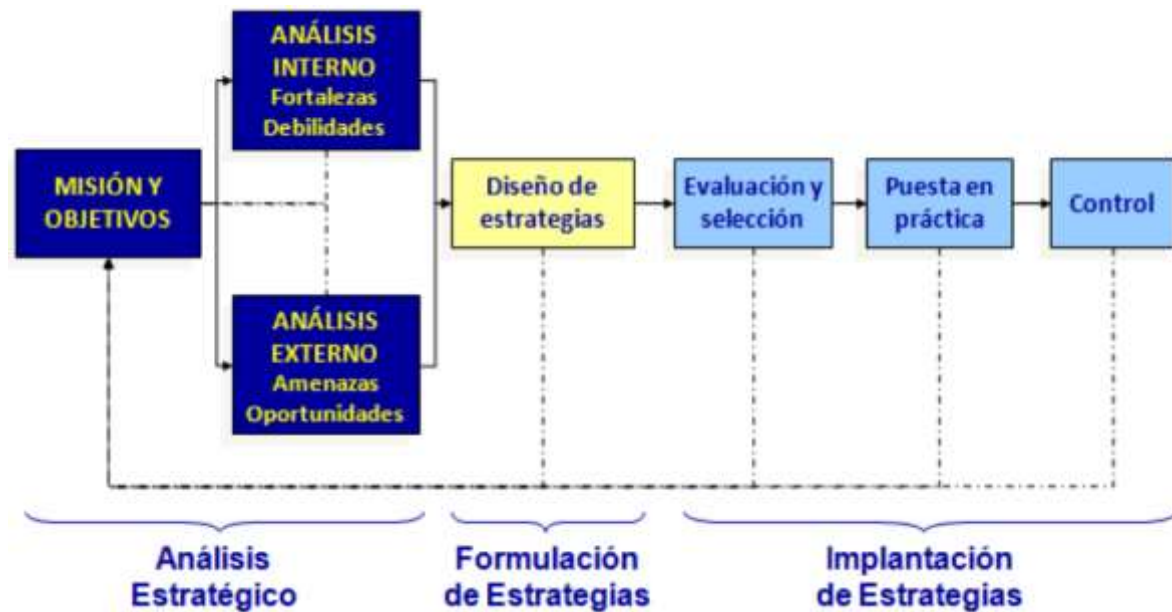 ANÁLISIS
INTERNO
Fortalezas
Debilidades
MISIÓN Y
OBJETIVOS
ANÁLISIS
EXTERNO
Amenazas
Oportunidades
Diseño de
estrategias
Evaluación y
selección
Puesta en
práctica
Control
Análisis
Estratégico
Formulación
de Estrategias
Implantación
de Estrategias